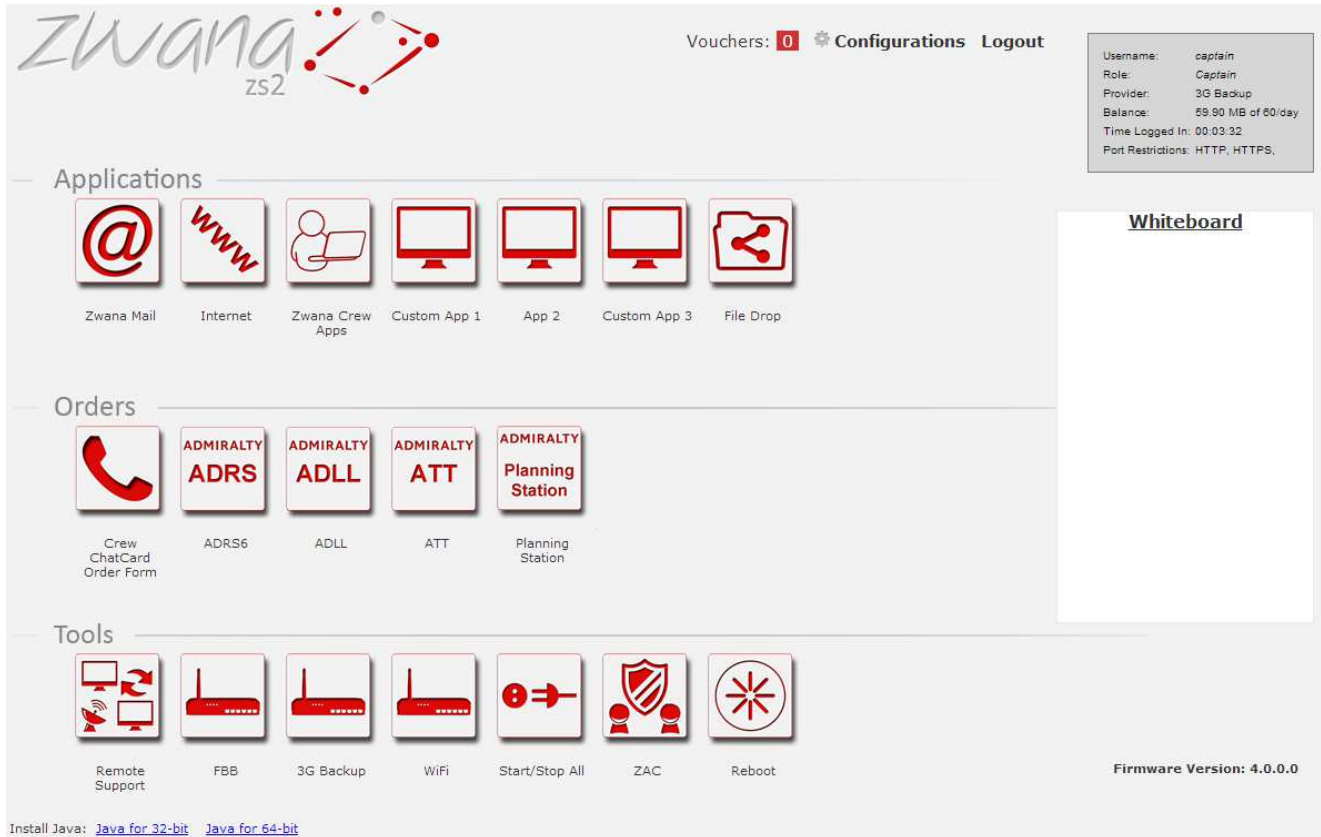 zwana
zs2
Vouchers: 0 Configurations Logout
Username: captain
Role: Captain
Provider: 3G Backup
Balance: 59.90 MB of 60/day
Time Logged In: 00:03:32
Port Restrictions: HTTP, HTTPS,
Applications
@ WWW
Zwana Mail Internet Zwana Crew Custom App 1 App 2 Custom App 3 File Drop
Apps
Whiteboard
Orders
ADMIRALTY ADMIRALTY ADMIRALTY ADMIRALTY
ADRS ADLL ATT Planning
Station
Crew ADRS6 ADLL ATT Planning
ChatCard Station
Order Form
Tools
Remote FBB 3G Backup WiFi Start/Stop All ZAC Reboot
Support
Firmware Version: 4.0.0.0
Install Java: Java for 32-bit Java for 64-bit